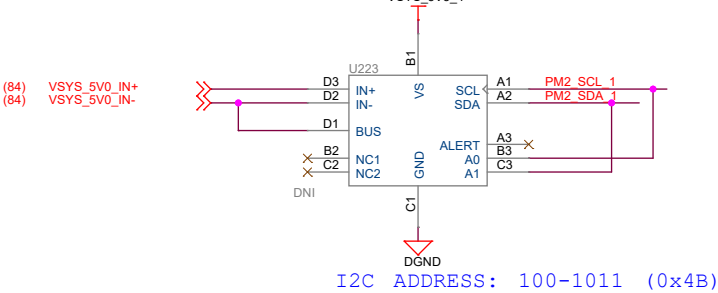 B1
U223
(84) VSYS_5V0_IN+ D3 IN+ VS SCL A1 PM2_SCL_1
(84) VSYS_5V0_IN- D2 IN- SDA A2 PM2_SDA_1
D1 BUS
ALERT A3
B2 NC1 A0 B3
C2 NC2 GND A1 C3
DNI
C1
DGND
I2C ADDRESS: 100-1011 (0x4B)